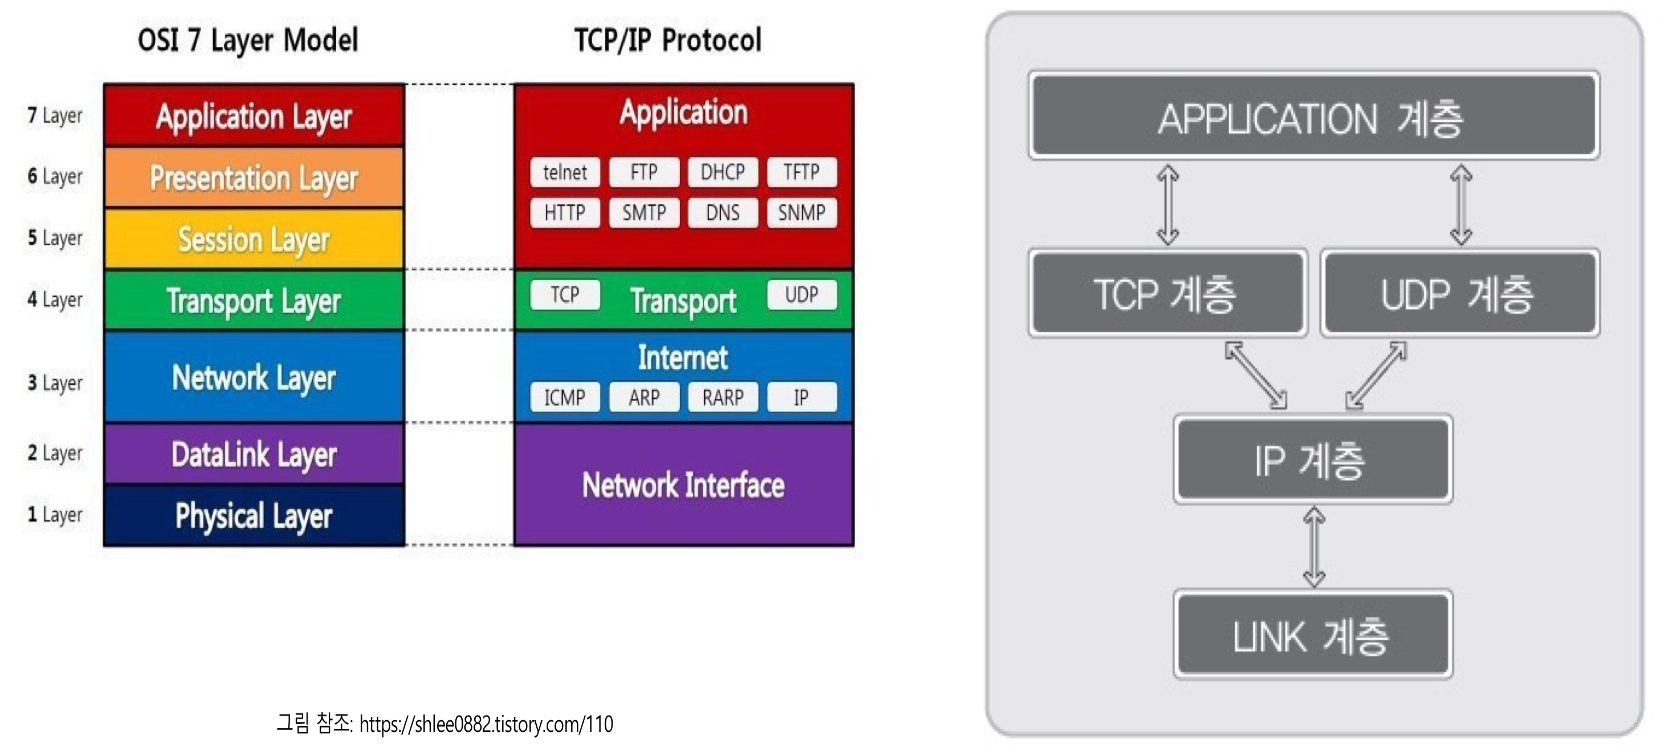 OSI 7 Layer Model
7 Layer
Application Layer
6 Layer
Presentation Layer
5 Layer
Session Layer
4 Layer
Transport Layer
3 Layer
Network Layer
2 Layer
DataLink Layer
1 Layer
Physical Layer
TCP/IP Protocol
Application
telnet FTP DHCP TFTP
HTTP SMTP DNS SNMP
TCP Transport UDP
Internet
ICMP ARP RARP IP
Network Interface
그림 참조: https://shlee0882.tistory.com/110
APPLICATION 계층
TCP 계층 UDP 계층
IP 계층
LINK 계층